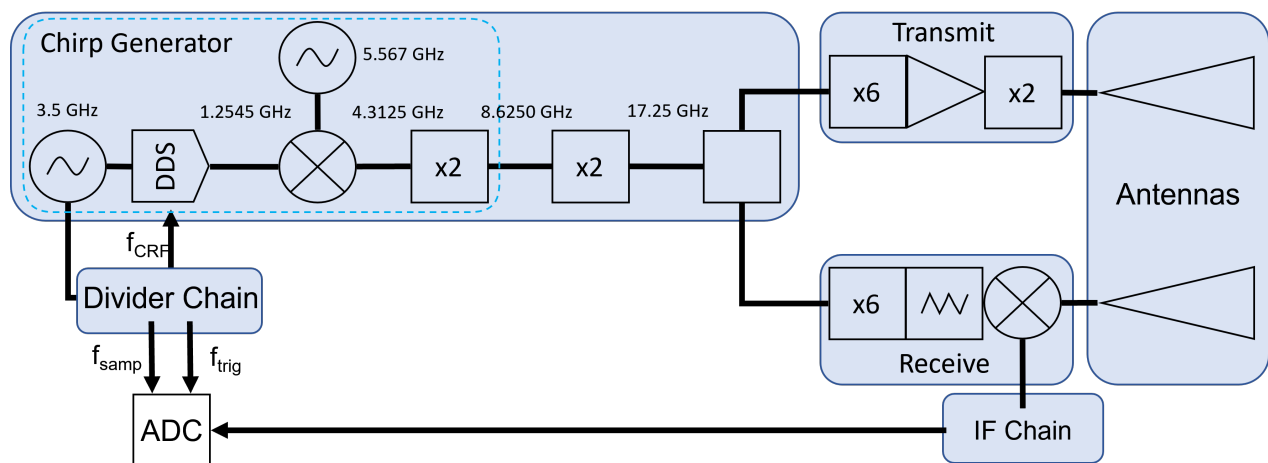 Chirp Generator
5.567 GHz
3.5 GHz
1.2545 GHz
4.3125 GHz
8.6250 GHz
17.25 GHz
DDS
x2
x2
Transmit
x6
x2
Antennas
fCRF
Divider Chain
fsamp
ftrig
ADC
x6
Receive
IF Chain